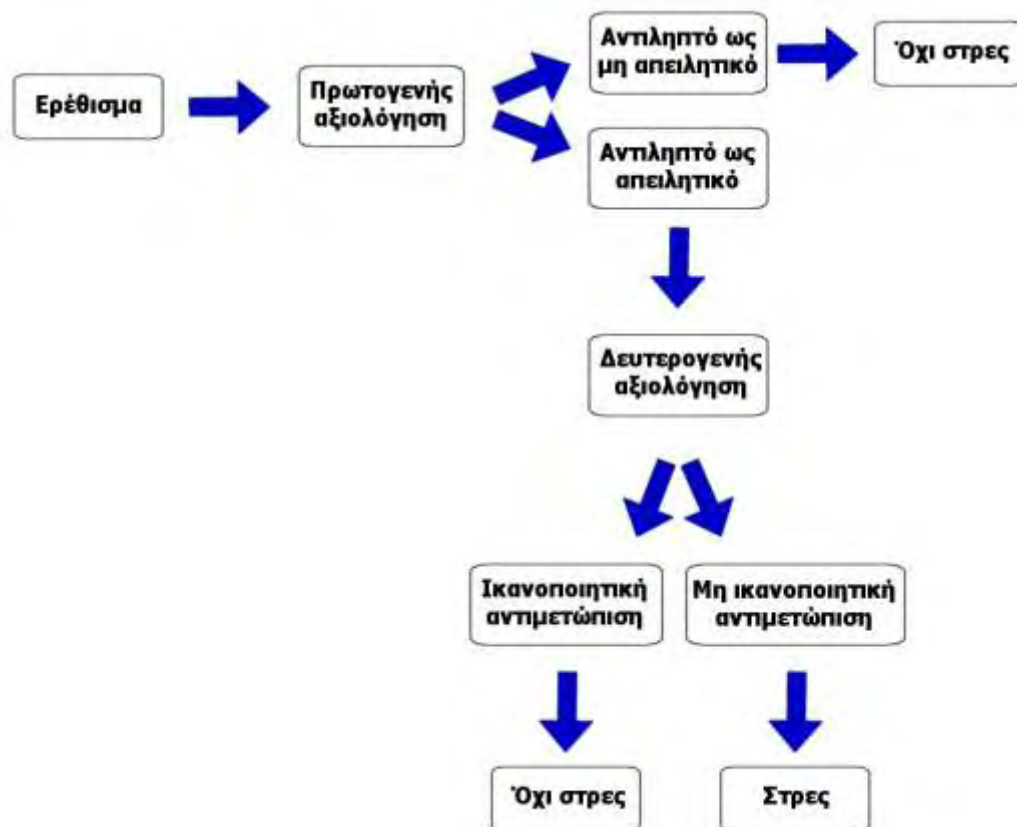 Ερέθισμα
Πρωτογενής
αξιολόγηση
Αντιληπτό ως
μη απειλητικό
Όχι στρες
Αντιληπτό ως
απειλητικό
Δευτερογενής
αξιολόγηση
Ικανοποιητική
αντιμετώπιση
Μη ικανοποιητική
αντιμετώπιση
Όχι στρες
Στρες